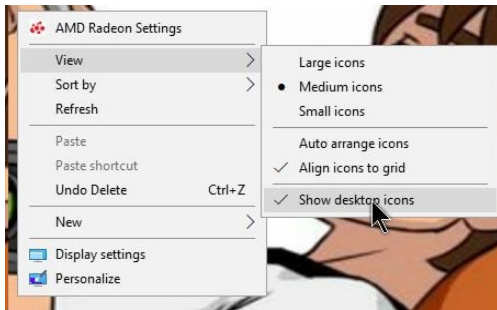 AMD Radeon Settings
View
Sort by
Refresh
Paste
Paste shortcut
Undo Delete Ctrl+Z
New
Display settings
Personalize
Large icons
Medium icons
Small icons
Auto arrange icons
Align icons to grid
Show desktop icons